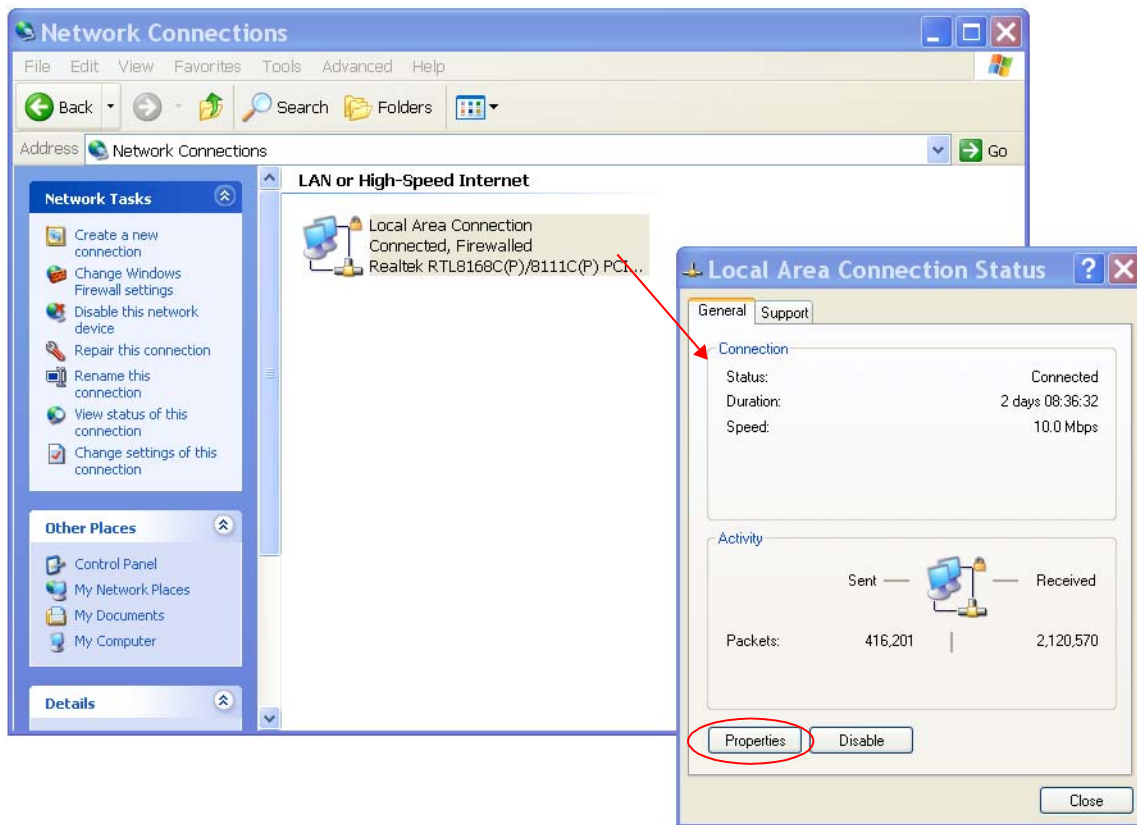 Network Connections
File Edit View Favorites Tools Advanced Help
Back Search Folders
Address Network Connections Go
Network Tasks
Create a new
connection
Change Windows
Firewall settings
Disable this network
device
Repair this connection
Rename this
connection
View status of this
connection
Change settings of this
connection
Other Places
Control Panel
My Network Places
My Documents
My Computer
Details
LAN or High-Speed Internet
Local Area Connection
Connected, Firewalled
Realtek RTL8168C(P)/8111C(P) PCI...
Local Area Connection Status
General Support
Connection
Status: Connected
Duration: 2 days 08:36:32
Speed: 10.0 Mbps
Activity
Sent Received
Packets: 416,201 2,120,570
Properties Disable
Close